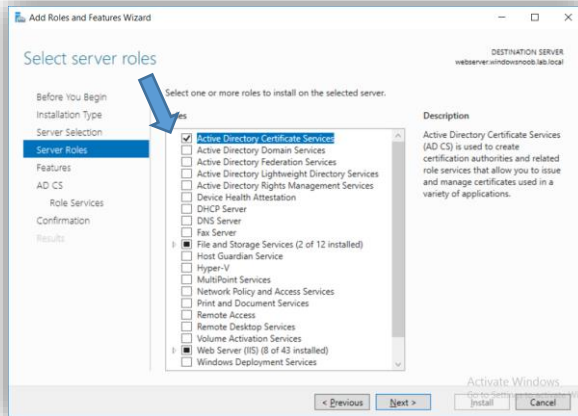 Add Roles and Features Wizard
Select server roles
DESTINATION SERVER
webserver.windowsnoob.lab.local
Before You Begin
Installation Type
Server Selection
Server Roles
Features
AD CS
Role Services
Confirmation
Results
Select one or more roles to install on the selected server.
Active Directory Certificate Services
Active Directory Domain Services
Active Directory Federation Services
Active Directory Lightweight Directory Services
Active Directory Rights Management Services
Device Health Attestation
DHCP Server
DNS Server
Fax Server
File and Storage Services (2 of 12 installed)
Host Guardian Service
Hyper-V
MultiPoint Services
Network Policy and Access Services
Print and Document Services
Remote Access
Remote Desktop Services
Volume Activation Services
Web Server (IIS) (8 of 43 installed)
Windows Deployment Services
Description
Active Directory Certificate Services
(AD CS) is used to create
certification authorities and related
role services that allow you to issue
and manage certificates used in a
variety of applications.
Activate Windows
< Previous
Next >
Install
Cancel